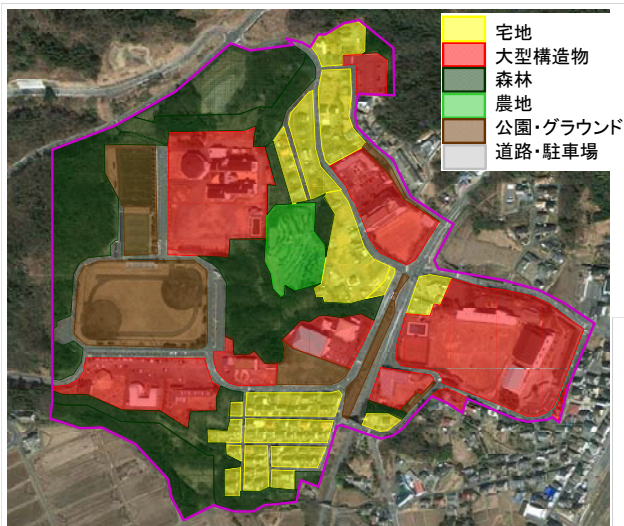 宅地
大型構造物
森林
農地
公園・グラウンド
道路・駐車場